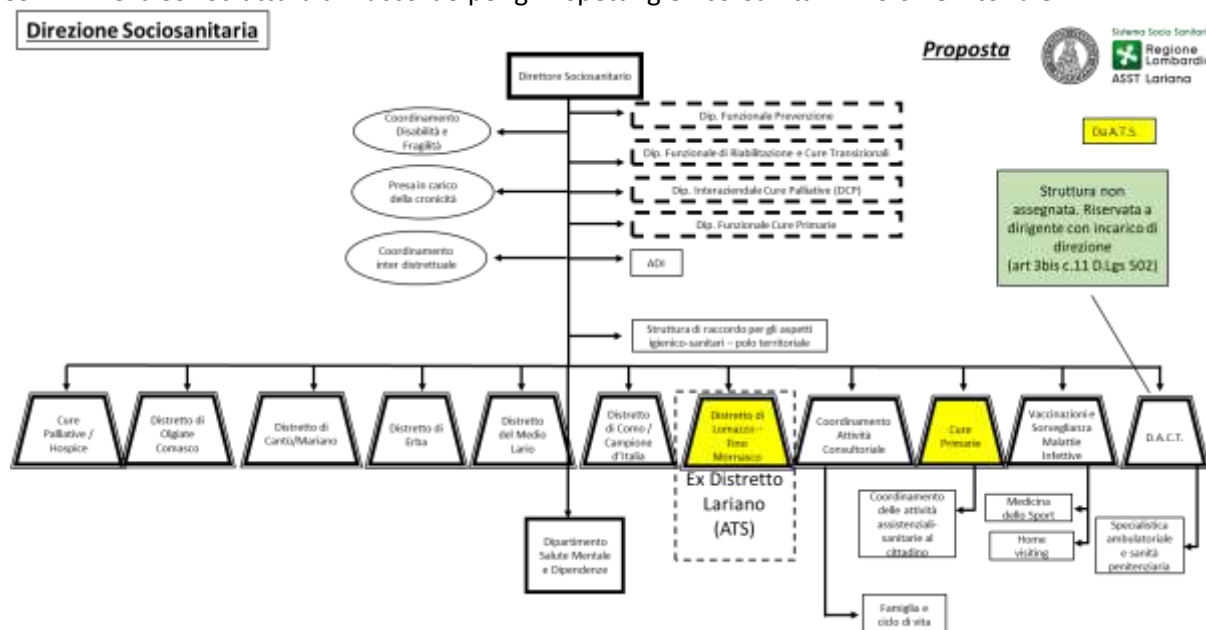 Direzione Sociosanitaria
Proposta
Sistema Socio Sanitario
Regione
Lombardia
ASST Lariana
Direttore Sociosanitario
Da A.T.S.
Coordinamento
Disabilità e
Fragilità
Dip. Funzionale Prevenzione
Dip. Funzionale di Riabilitazione e Cure Transizionali
Presa in carico
della cronicità
Dip. Interaziendale Cure Palliative (DCP)
Dip. Funzionale Cure Primarie
Struttura non
assegnata. Riservata a
dirigente con incarico di
direzione
(art 3bis c.11 D.Lgs 502)
Coordinamento
inter distrettuale
ADI
Struttura di raccordo per gli aspetti
igienico-sanitari – polo territoriale
Cure
Palliative /
Hospice
Distretto di
Olgiate
Comasco
Distretto di
Cantù/Mariano
Distretto di
Erba
Distretto
del Medio
Lario
Distretto
di Como /
Campione
d'Italia
Distretto di
Lomazzo –
Fino
Mornasco
Coordinamento
Attività
Consultoriale
Cure
Primarie
Vaccinazioni e
Sorveglianza
Malattie
Infettive
D.A.C.T.
Ex Distretto
Lariano
(ATS)
Coordinamento
delle attività
assistenziali-
sanitarie al
cittadino
Medicina
dello Sport
Home
visiting
Specialistica
ambulatoriale
e sanità
penitenziaria
Dipartimento
Salute Mentale
e Dipendenze
Famiglia e
ciclo di vita